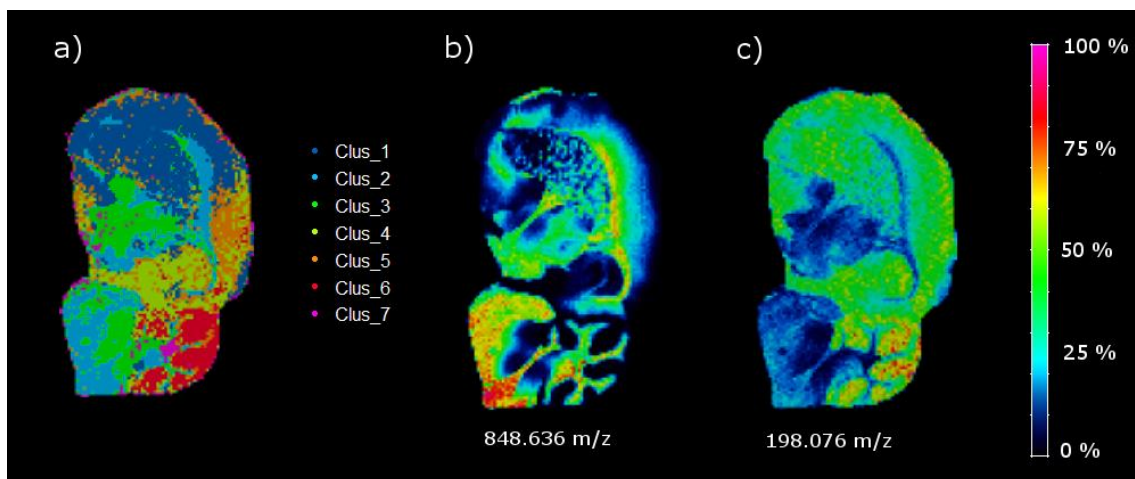 a)
b)
c)
Clus_1
Clus_2
Clus_3
Clus_4
Clus_5
Clus_6
Clus_7
848.636 m/z
198.076 m/z
100 %
75 %
50 %
25 %
0 %